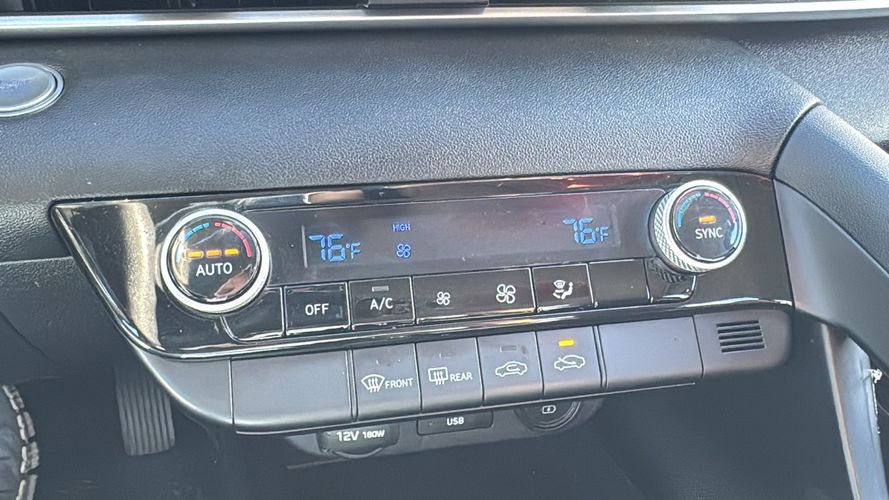 HIGH
76°F 76°F
AUTO SYNC
OFF A/C
FRONT REAR
12V 180W USB